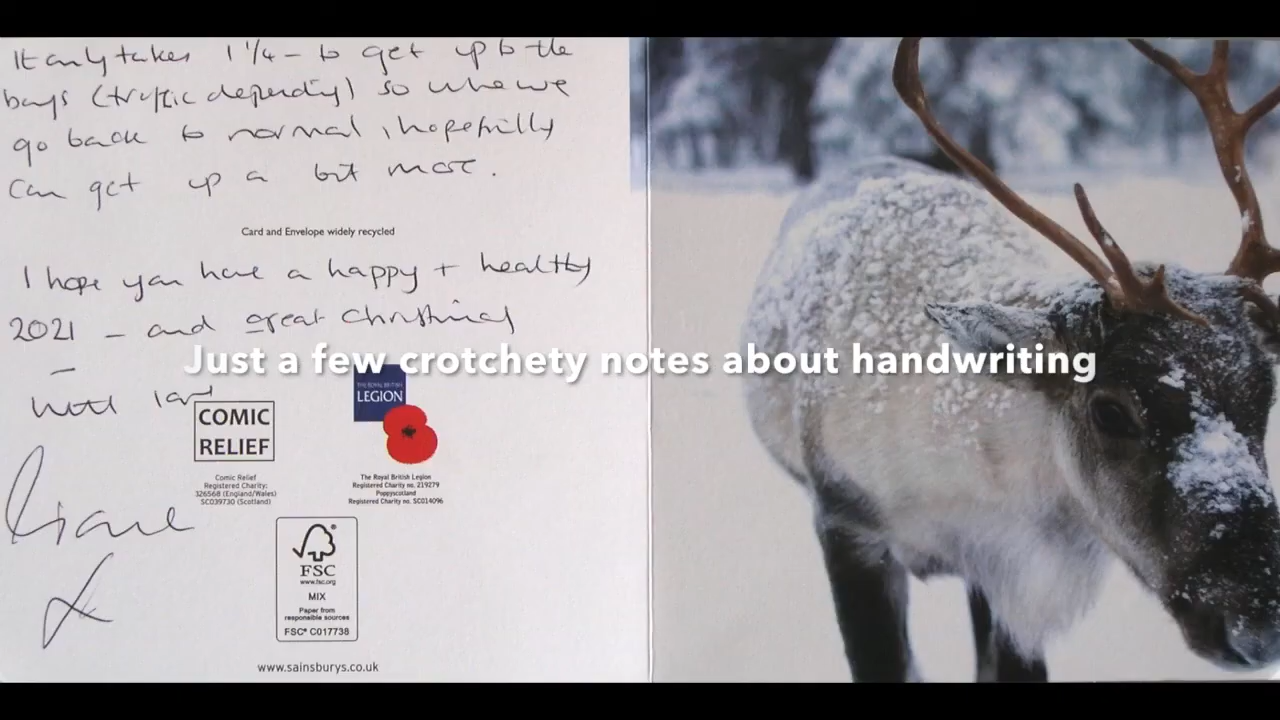 It only takes 1 1/4 – to get up to the
boys (traffic depending) so when we
go back to normal, hopefully
can get up a bit more.
Card and Envelope widely recycled
I hope you have a happy + healthy
2021 – and great Christmas
Just a few crotchety notes about handwriting
THE ROYAL BRITISH
LEGION
with
COMIC
RELIEF
Comic Relief
Registered Charity:
326568 (England/Wales)
SC039730 (Scotland)
The Royal British Legion
Registered Charity no. 219279
Poppyscotland
Registered Charity no. SC014096
FSC
www.fsc.org
MIX
Paper from
responsible sources
FSC® C017738
www.sainsburys.co.uk